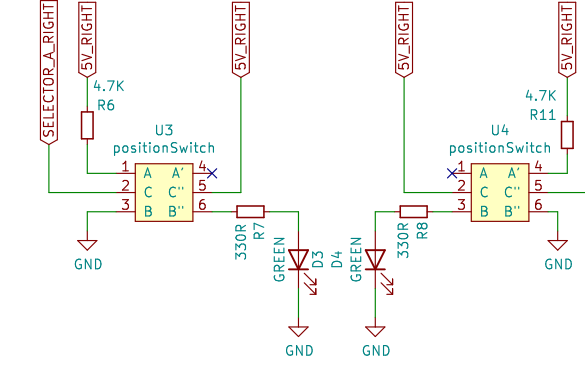 SELECTOR_A_RIGHT
5V_RIGHT
5V_RIGHT
5V_RIGHT
5V_RIGHT
4.7K
R6
4.7K
R11
U3
positionSwitch
1 A A' 4
2 C C'' 5
3 B B'' 6
U4
positionSwitch
1 A A' 4
2 C C'' 5
3 B B'' 6
330R
R7
GREEN
D3
D4
GREEN
330R
R8
GND
GND
GND
GND